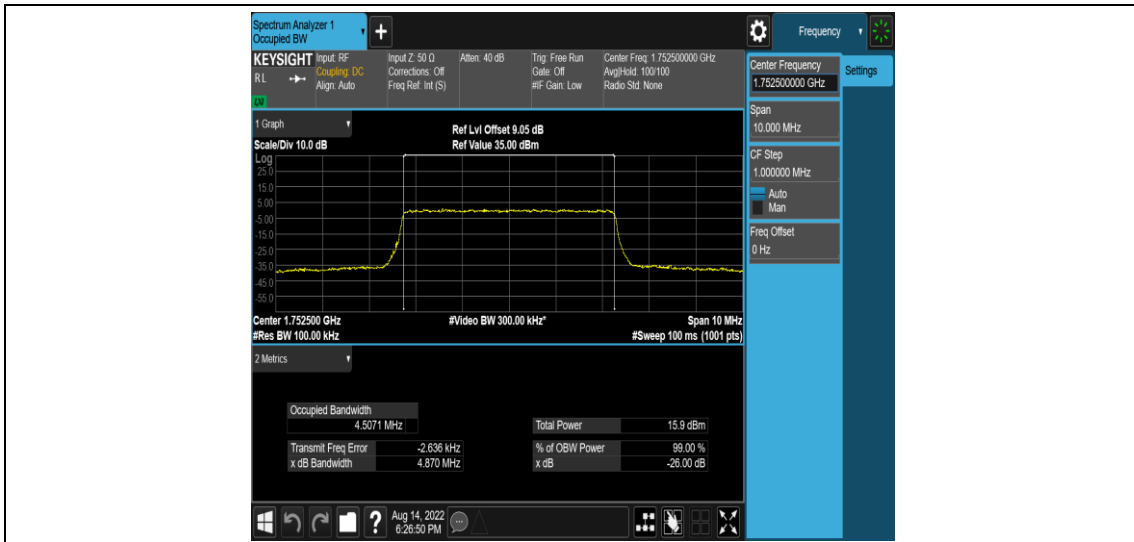 Spectrum Analyzer 1
Occupied BW
Frequency
KEYSIGHT
RL
Input: RF
Coupling: DC
Align: Auto
Input Z: 50 Ω
Corrections: Off
Freq Ref: Int (S)
Atten: 40 dB
Trig: Free Run
Gate: Off
#IF Gain: Low
Center Freq: 1.752500000 GHz
Avg|Hold: 100/100
Radio Std: None
Center Frequency
1.752500000 GHz
Settings
Span
10.000 MHz
CF Step
1.000000 MHz
Auto
Man
Freq Offset
0 Hz
1 Graph
Scale/Div 10.0 dB
Ref Lvl Offset 9.05 dB
Ref Value 35.00 dBm
Log
25.0
15.0
5.00
-5.00
-15.0
-25.0
-35.0
-45.0
-55.0
Center 1.752500 GHz
#Video BW 300.00 kHz*
Span 10 MHz
#Res BW 100.00 kHz
#Sweep 100 ms (1001 pts)
2 Metrics
Occupied Bandwidth
4.5071 MHz
Total Power 15.9 dBm
Transmit Freq Error -2.636 kHz
% of OBW Power 99.00 %
x dB Bandwidth 4.870 MHz
x dB -26.00 dB
?
Aug 14, 2022
6:26:50 PM